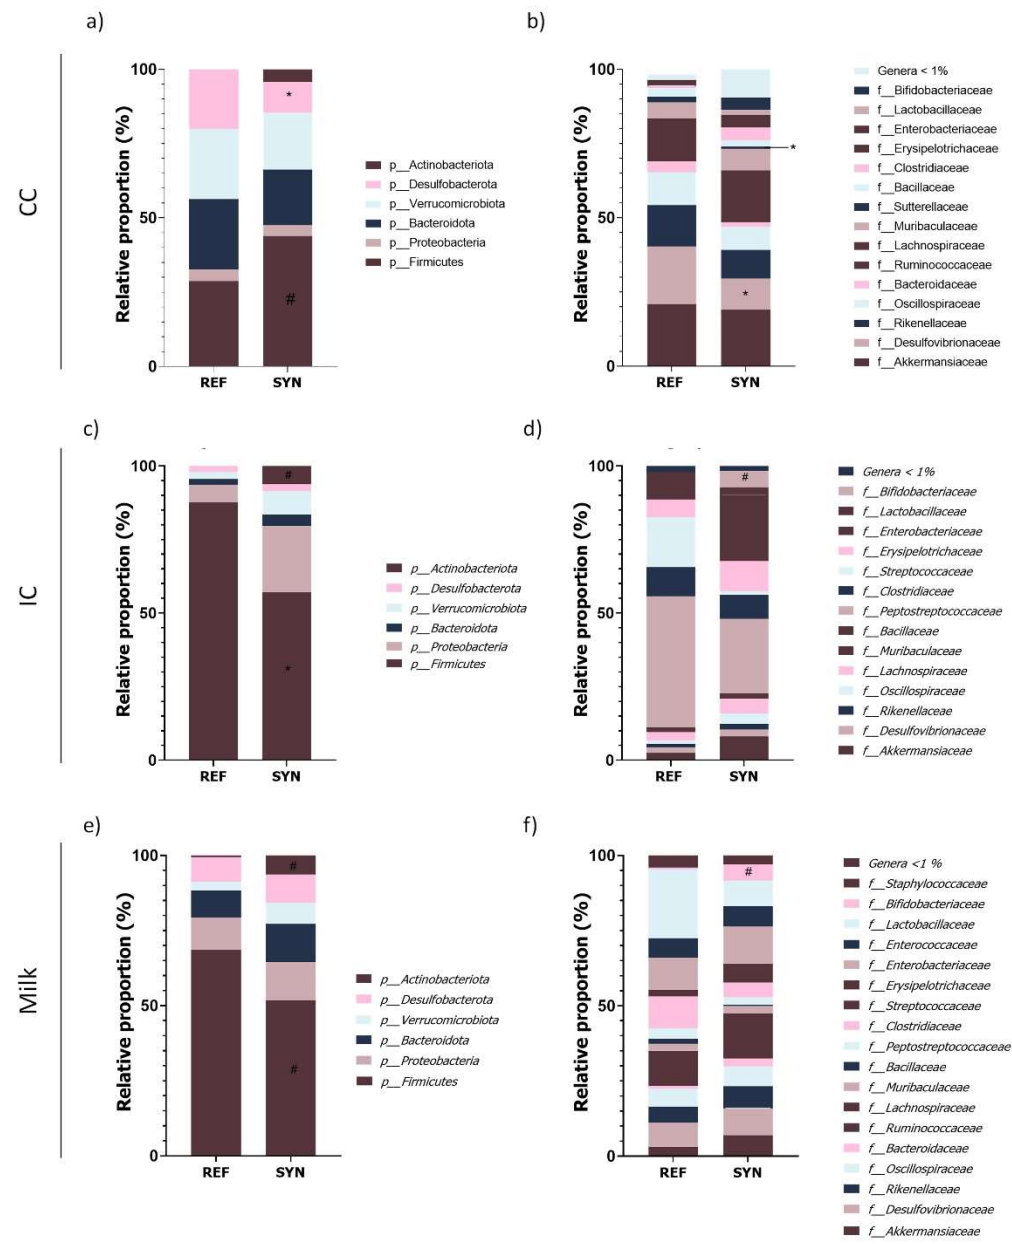 a)
CC
Relative proportion (%)
100
50
0
*
#
REF
SYN
p__Actinobacteriota
p__Desulfobacterota
p__Verrucomicrobiota
p__Bacteroidota
p__Proteobacteria
p__Firmicutes
b)
Relative proportion (%)
100
50
0
*
*
REF
SYN
Genera < 1%
f__Bifidobacteriaceae
f__Lactobacillaceae
f__Enterobacteriaceae
f__Erysipelotrichaceae
f__Clostridiaceae
f__Bacillaceae
f__Sutterellaceae
f__Muribaculaceae
f__Lachnospiraceae
f__Ruminococcaceae
f__Bacteroidaceae
f__Oscillospiraceae
f__Rikenellaceae
f__Desulfovibrionaceae
f__Akkermansiaceae
c)
IC
Relative proportion (%)
100
50
0
#
*
REF
SYN
p__Actinobacteriota
p__Desulfobacterota
p__Verrucomicrobiota
p__Bacteroidota
p__Proteobacteria
p__Firmicutes
d)
Relative proportion (%)
100
50
0
#
REF
SYN
Genera < 1%
f__Bifidobacteriaceae
f__Lactobacillaceae
f__Enterobacteriaceae
f__Erysipelotrichaceae
f__Streptococcaceae
f__Clostridiaceae
f__Peptostreptococcaceae
f__Bacillaceae
f__Muribaculaceae
f__Lachnospiraceae
f__Oscillospiraceae
f__Rikenellaceae
f__Desulfovibrionaceae
f__Akkermansiaceae
e)
Milk
Relative proportion (%)
100
50
0
#
#
REF
SYN
p__Actinobacteriota
p__Desulfobacterota
p__Verrucomicrobiota
p__Bacteroidota
p__Proteobacteria
p__Firmicutes
f)
Relative proportion (%)
100
50
0
#
REF
SYN
Genera <1 %
f__Staphylococcaceae
f__Bifidobacteriaceae
f__Lactobacillaceae
f__Enterococcaceae
f__Enterobacteriaceae
f__Erysipelotrichaceae
f__Streptococcaceae
f__Clostridiaceae
f__Peptostreptococcaceae
f__Bacillaceae
f__Muribaculaceae
f__Lachnospiraceae
f__Ruminococcaceae
f__Bacteroidaceae
f__Oscillospiraceae
f__Rikenellaceae
f__Desulfovibrionaceae
f__Akkermansiaceae